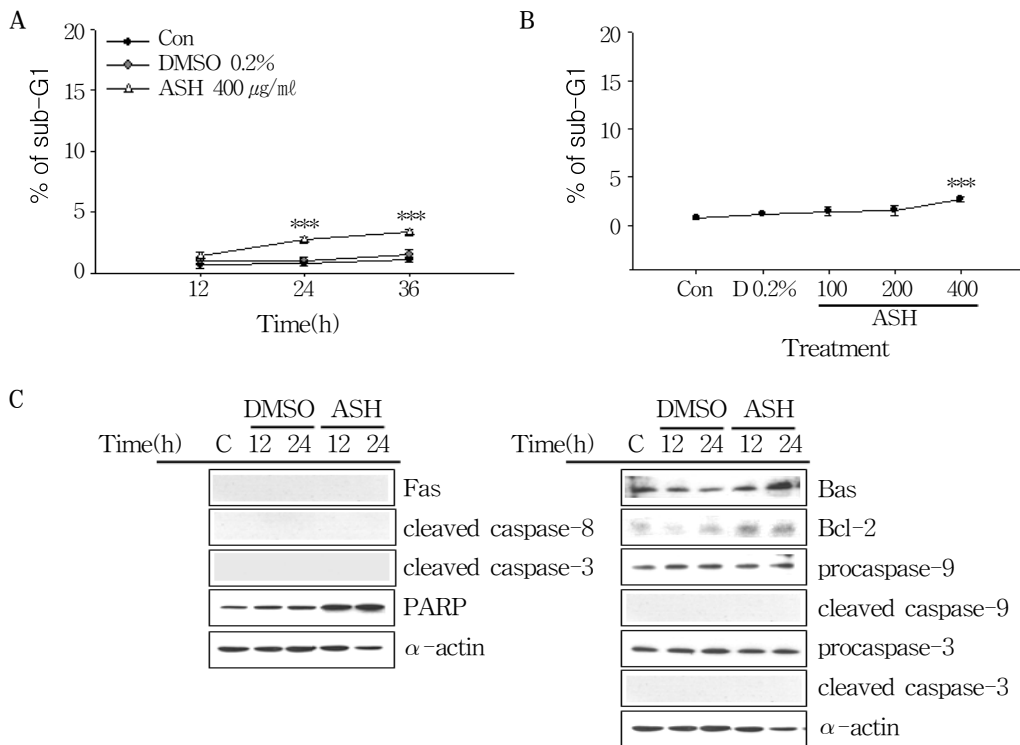 A
% of sub-G1
20
15
10
5
0
Con
DMSO 0.2%
ASH 400 μg/㎖
***
***
12 24 36
Time(h)
B
% of sub-G1
20
15
10
5
0
***
Con D 0.2% 100 200 400
ASH
Treatment
C
DMSO ASH
Time(h) C 12 24 12 24
Fas
cleaved caspase-8
cleaved caspase-3
PARP
α-actin
DMSO ASH
Time(h) C 12 24 12 24
Bas
Bcl-2
procaspase-9
cleaved caspase-9
procaspase-3
cleaved caspase-3
α-actin